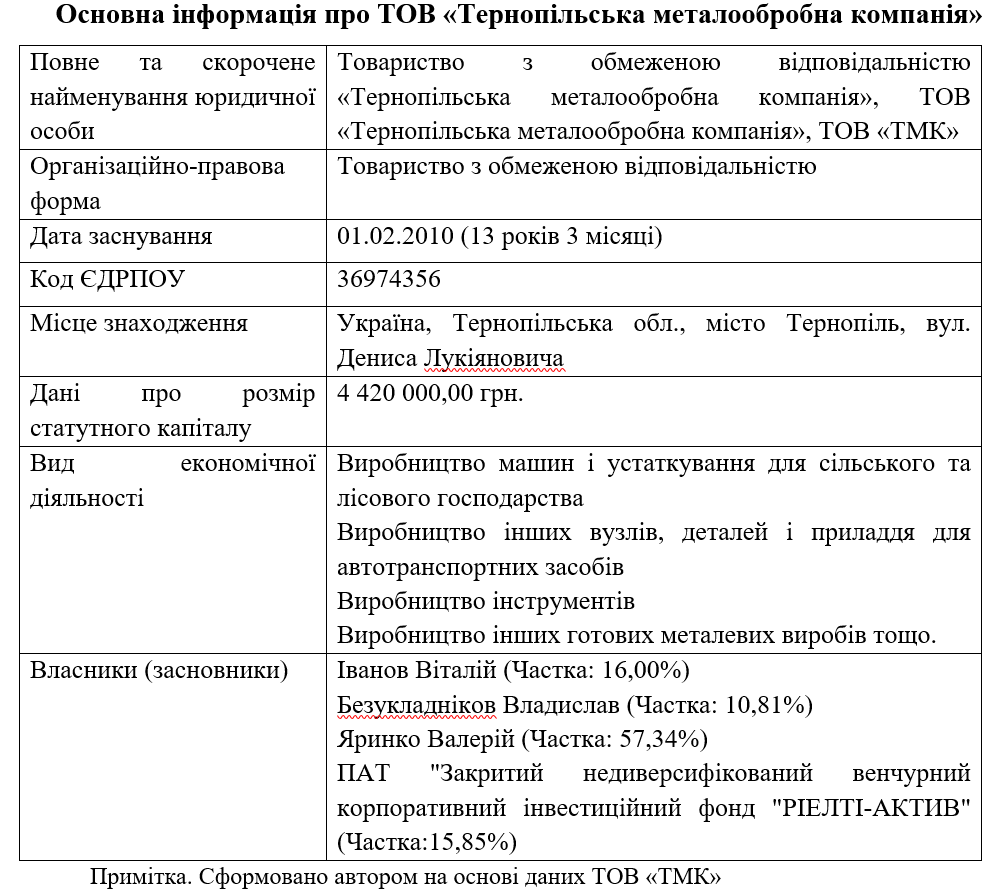 Основна інформація про ТОВ «Тернопільська металообробна компанія»
Повне та скорочене
найменування юридичної
особи
Товариство з обмеженою відповідальністю
«Тернопільська металообробна компанія», ТОВ
«Тернопільська металообробна компанія», ТОВ «ТМК»
Організаційно-правова
форма
Товариство з обмеженою відповідальністю
Дата заснування
01.02.2010 (13 років 3 місяці)
Код ЄДРПОУ
36974356
Місце знаходження
Україна, Тернопільська обл., місто Тернопіль, вул.
Дениса Лукіяновича
Дані про розмір
статутного капіталу
4 420 000,00 грн.
Вид економічної
діяльності
Виробництво машин і устаткування для сільського та
лісового господарства
Виробництво інших вузлів, деталей і приладдя для
автотранспортних засобів
Виробництво інструментів
Виробництво інших готових металевих виробів тощо.
Власники (засновники)
Іванов Віталій (Частка: 16,00%)
Безукладніков Владислав (Частка: 10,81%)
Яринко Валерій (Частка: 57,34%)
ПАТ "Закритий недиверсифікований венчурний
корпоративний інвестиційний фонд "РІЕЛТІ-АКТИВ"
(Частка:15,85%)
Примітка. Сформовано автором на основі даних ТОВ «ТМК»